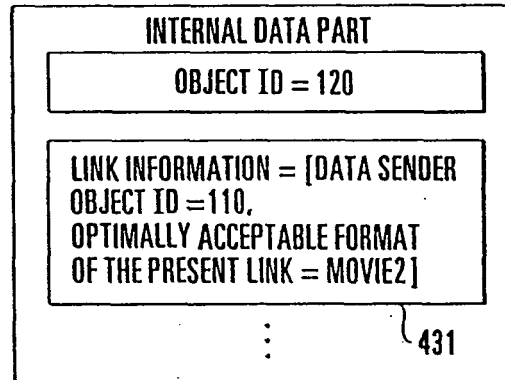 INTERNAL DATA PART
OBJECT ID = 120
LINK INFORMATION = [DATA SENDER
OBJECT ID =110,
OPTIMALLY ACCEPTABLE FORMAT
OF THE PRESENT LINK = MOVIE2]
431